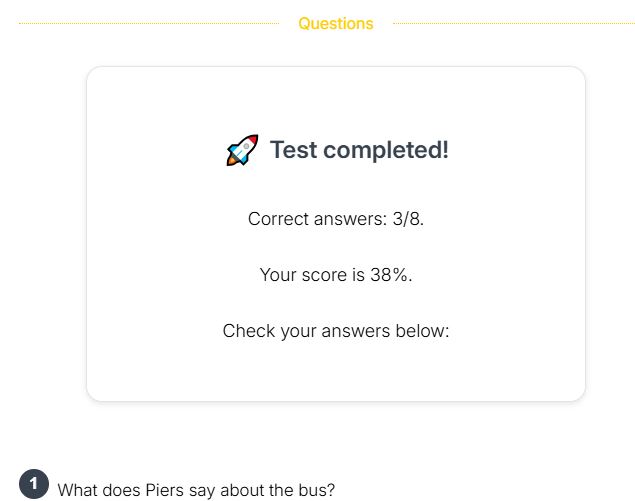 Questions
Test completed!
Correct answers: 3/8.
Your score is 38%.
Check your answers below:
1 What does Piers say about the bus?